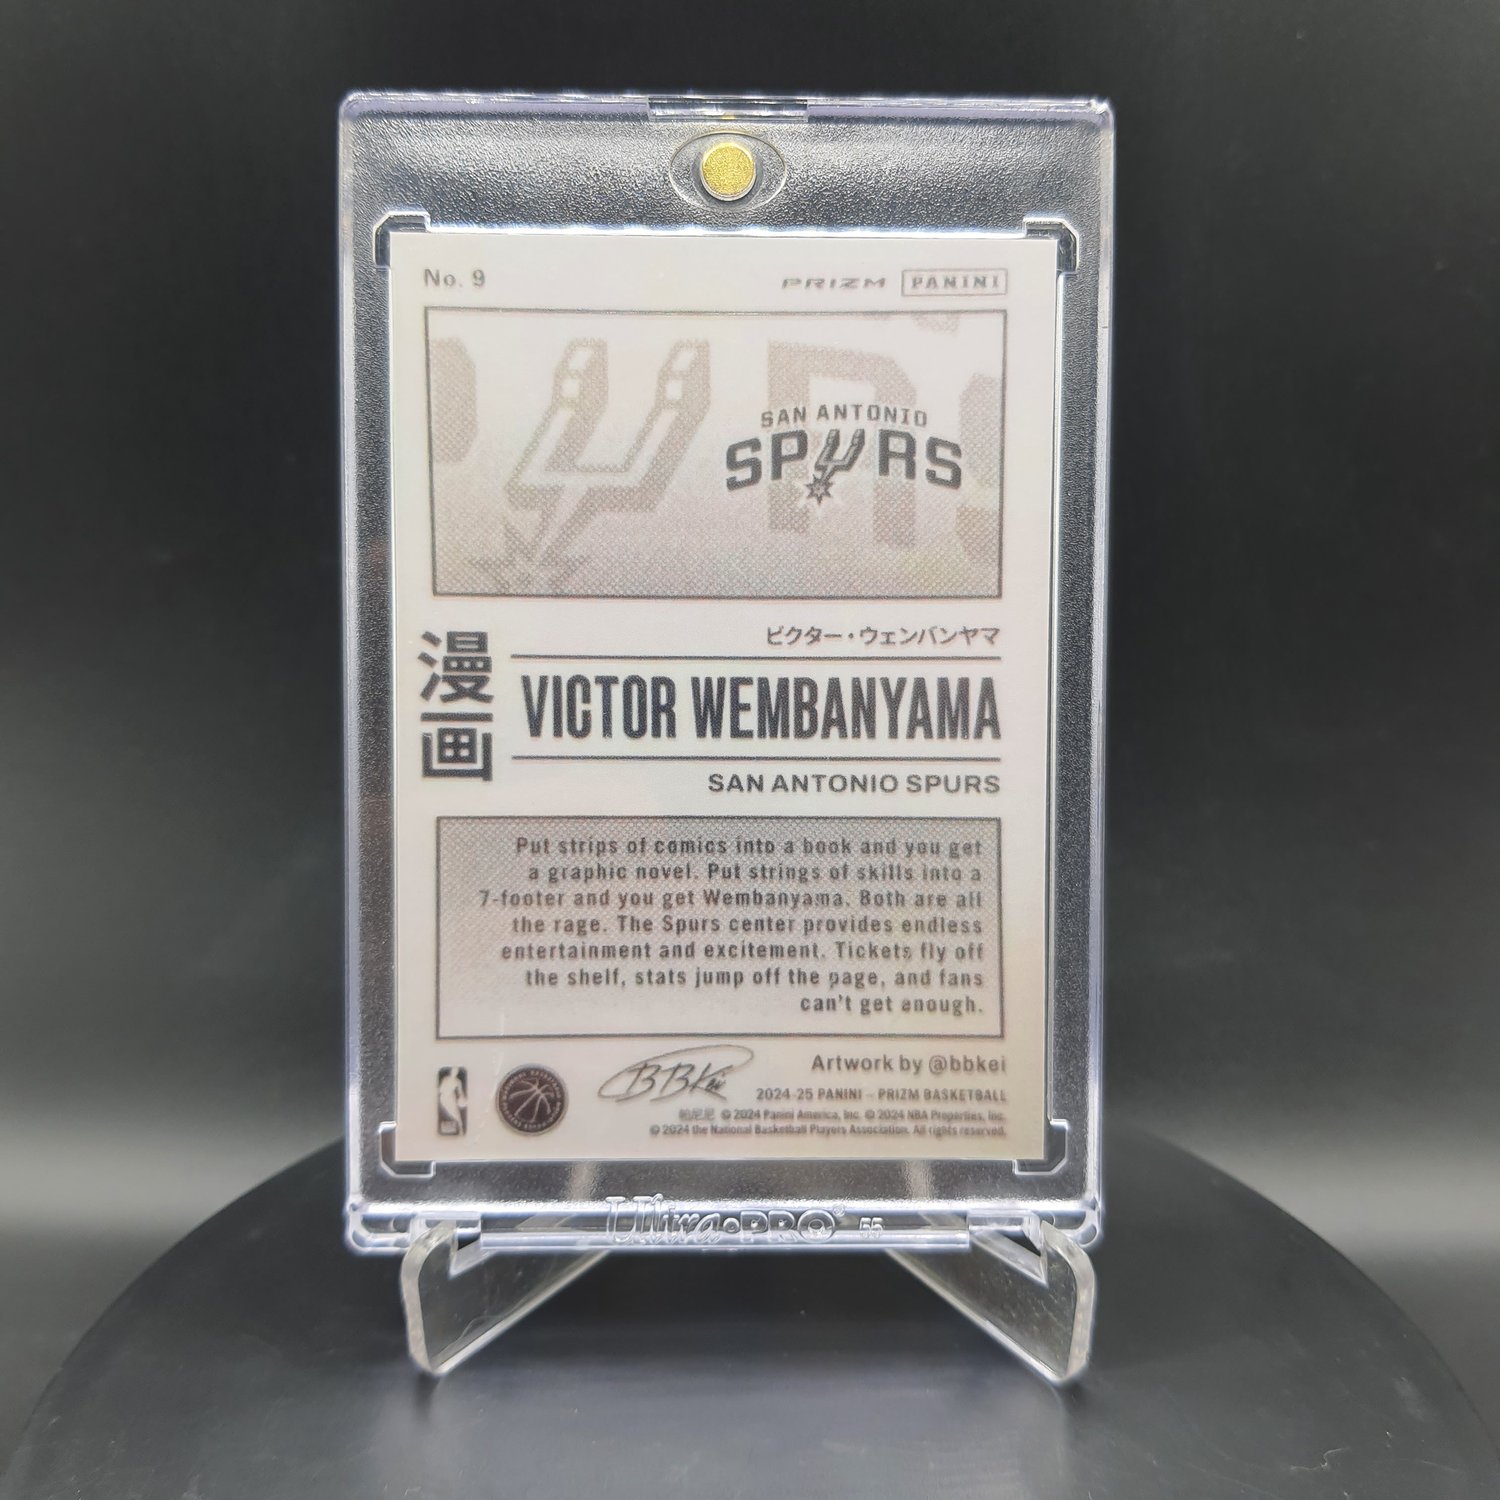 No. 9
PRIZM PANINI
SAN ANTONIO
SPURS
ビクター・ウェンバンヤマ
漫画
VICTOR WEMBANYAMA
SAN ANTONIO SPURS
Put strips of comics into a book and you get
a graphic novel. Put strings of skills into a
7-footer and you get Wembanyama. Both are all
the rage. The Spurs center provides endless
entertainment and excitement. Tickets fly off
the shelf, stats jump off the page, and fans
can't get enough.
BBKei
Artwork by @bbkei
2024-25 PANINI – PRIZM BASKETBALL
帕尼尼 © 2024 Panini America, Inc. © 2024 NBA Properties, Inc.
© 2024 the National Basketball Players Association. All rights reserved.
Ultra•PRO® 55